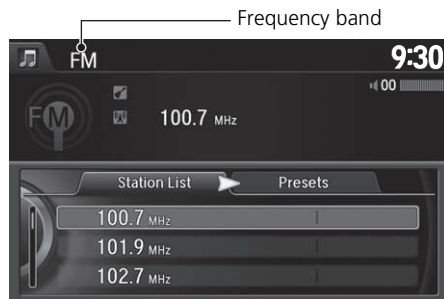 Frequency band
FM
9:30
00
FM
100.7 MHz
Station List
Presets
100.7 MHz
101.9 MHz
102.7 MHz